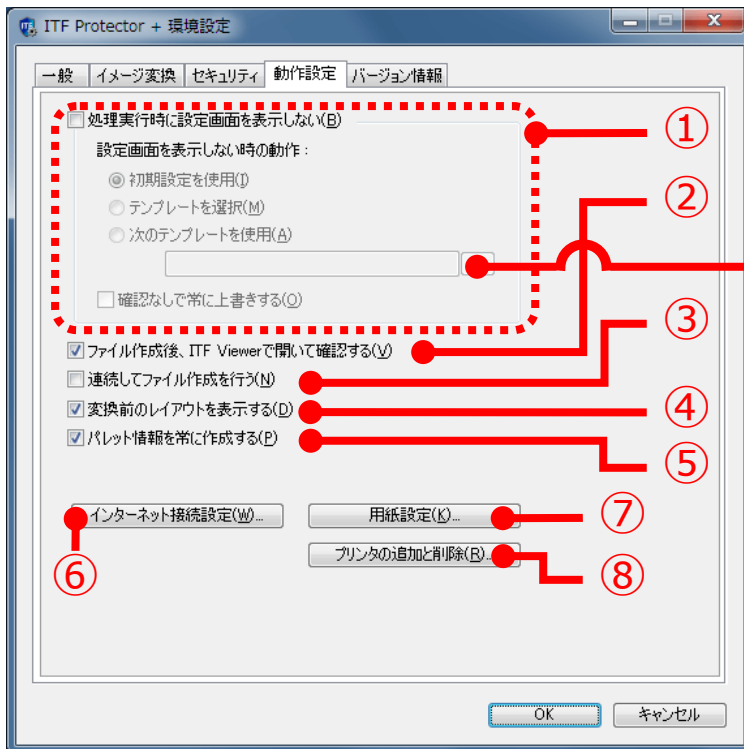 ITF Protector + 環境設定
一般 イメージ変換 セキュリティ 動作設定 バージョン情報
処理実行時に設定画面を表示しない(B)
①
設定画面を表示しない時の動作：
初期設定を使用(I)
②
テンプレートを選択(M)
次のテンプレートを使用(A)
確認なしで常に上書きする(O)
③
ファイル作成後、ITF Viewerで開いて確認する(V)
連続してファイル作成を行う(N)
変換前のレイアウトを表示する(D)
④
パレット情報を常に作成する(P)
⑤
インターネット接続設定(W)... 用紙設定(K)... ⑦
⑥ プリンタの追加と削除(R)... ⑧
OK キャンセル